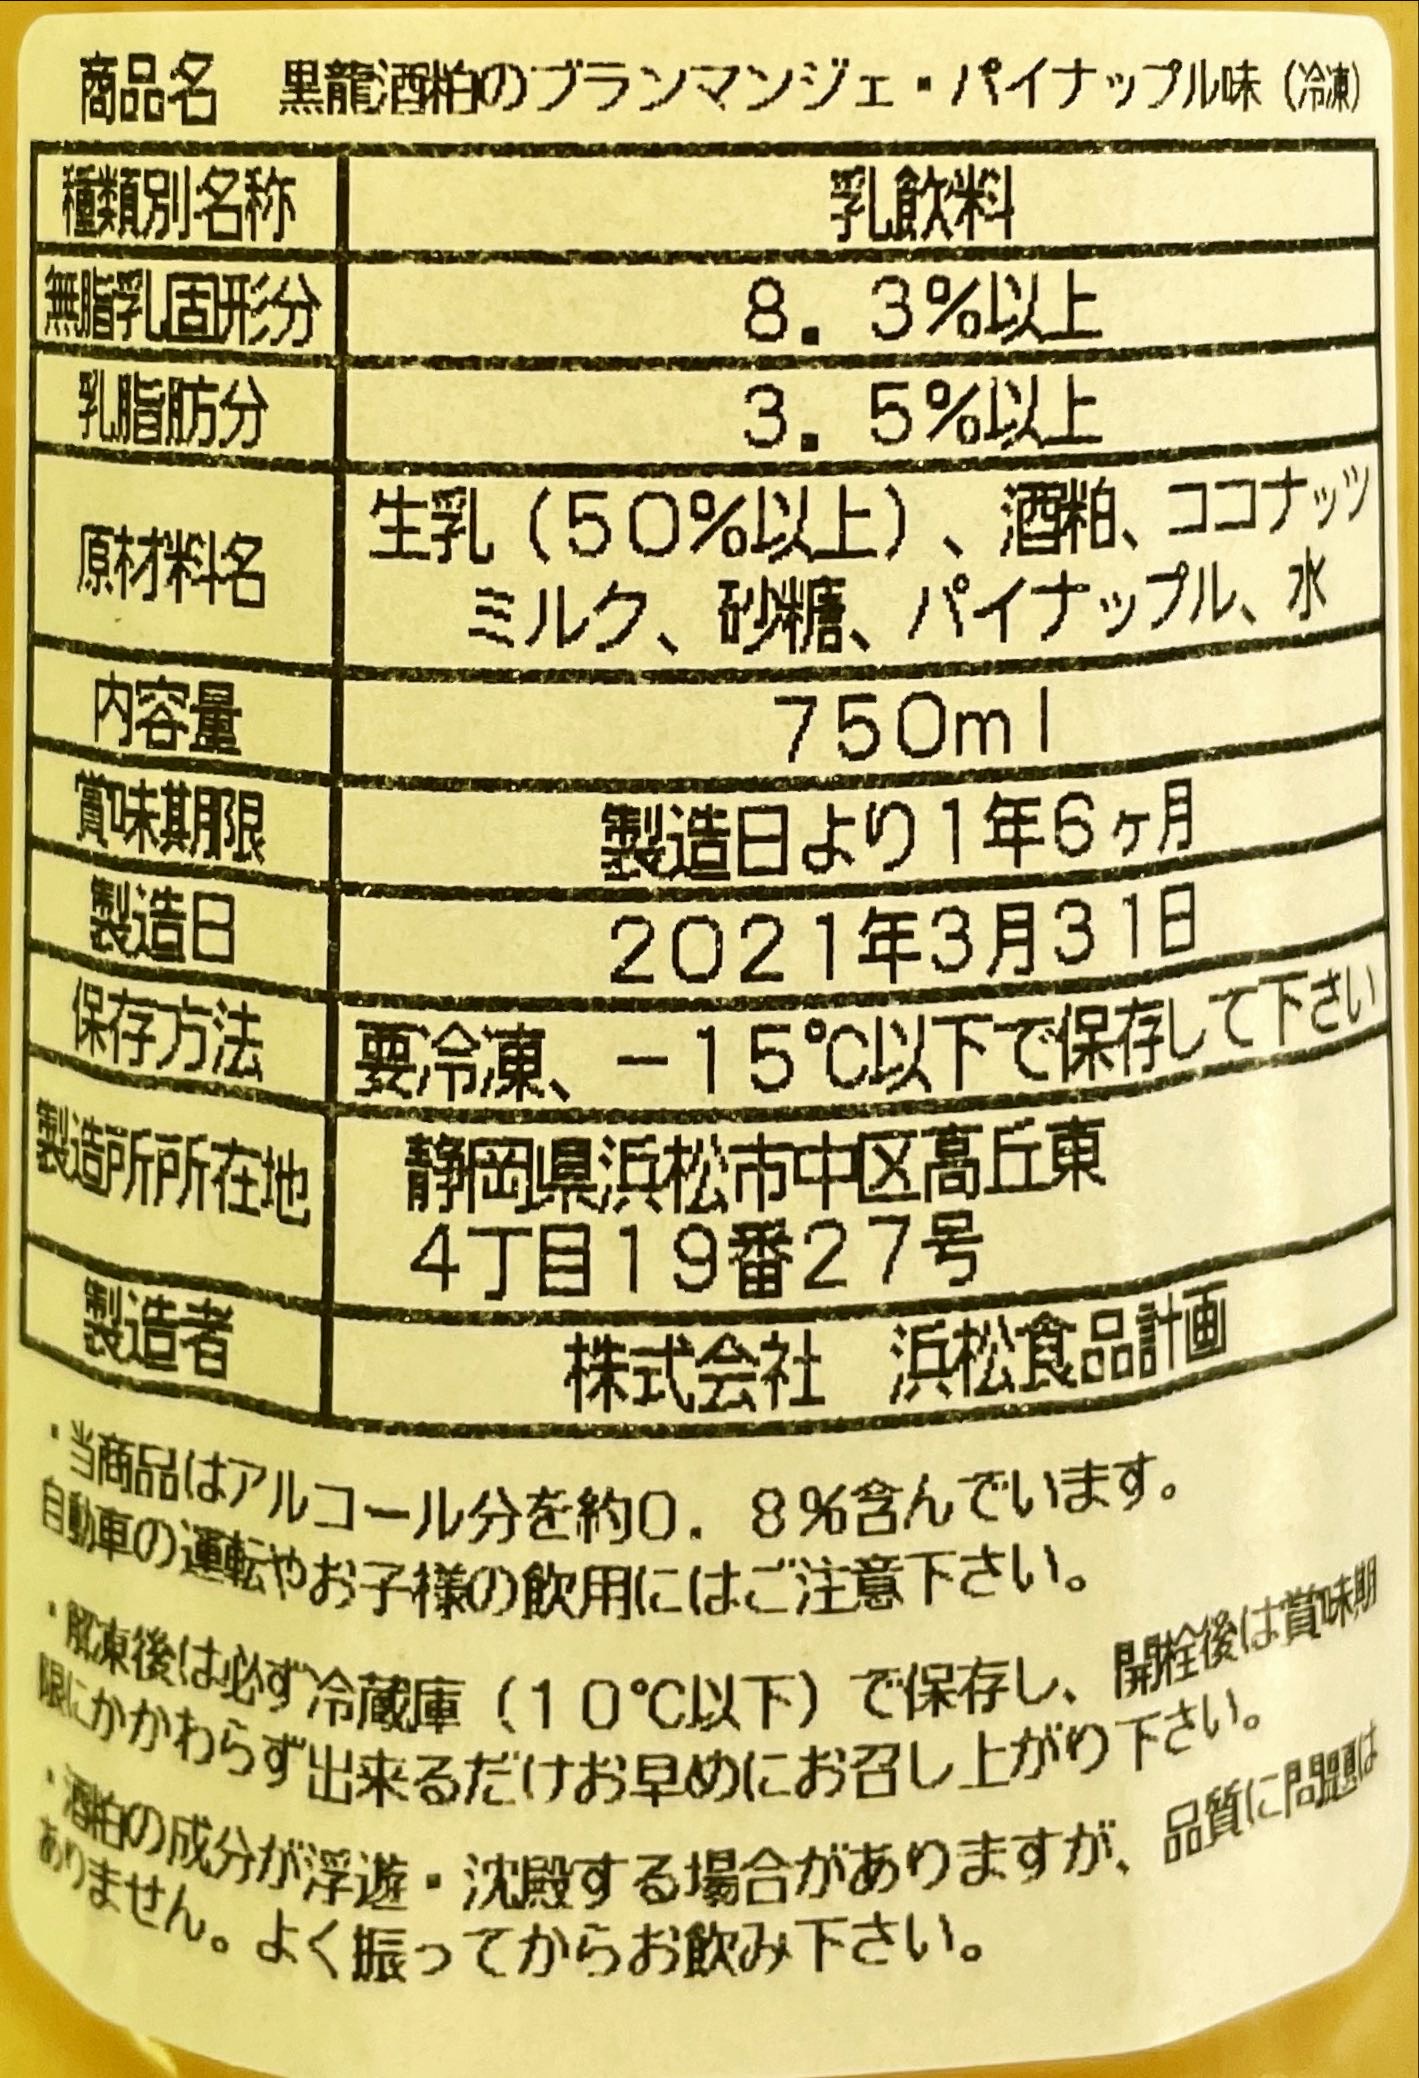 商品名 黒龍酒粕のブランマンジェ・パイナップル味(冷凍)
種類別名称 乳飲料
無脂乳固形分 8.3%以上
乳脂肪分 3.5%以上
原材料名 生乳(50%以上)、酒粕、ココナッツ
ミルク、砂糖、パイナップル、水
内容量 750ml
賞味期限 製造日より1年6ヶ月
製造日 2021年3月31日
保存方法 要冷凍、-15℃以下で保存して下さい
製造所所在地 静岡県浜松市中区高丘東
4丁目19番27号
製造者 株式会社 浜松食品計画
・当商品はアルコール分を約0.8%含んでいます。
自動車の運転やお子様の飲用にはご注意下さい。
・解凍後は必ず冷蔵庫(10℃以下)で保存し、開栓後は賞味期
限にかかわらず出来るだけお早めにお召し上がり下さい。
・酒粕の成分が浮遊・沈殿する場合がありますが、品質に問題は
ありません。よく振ってからお飲み下さい。